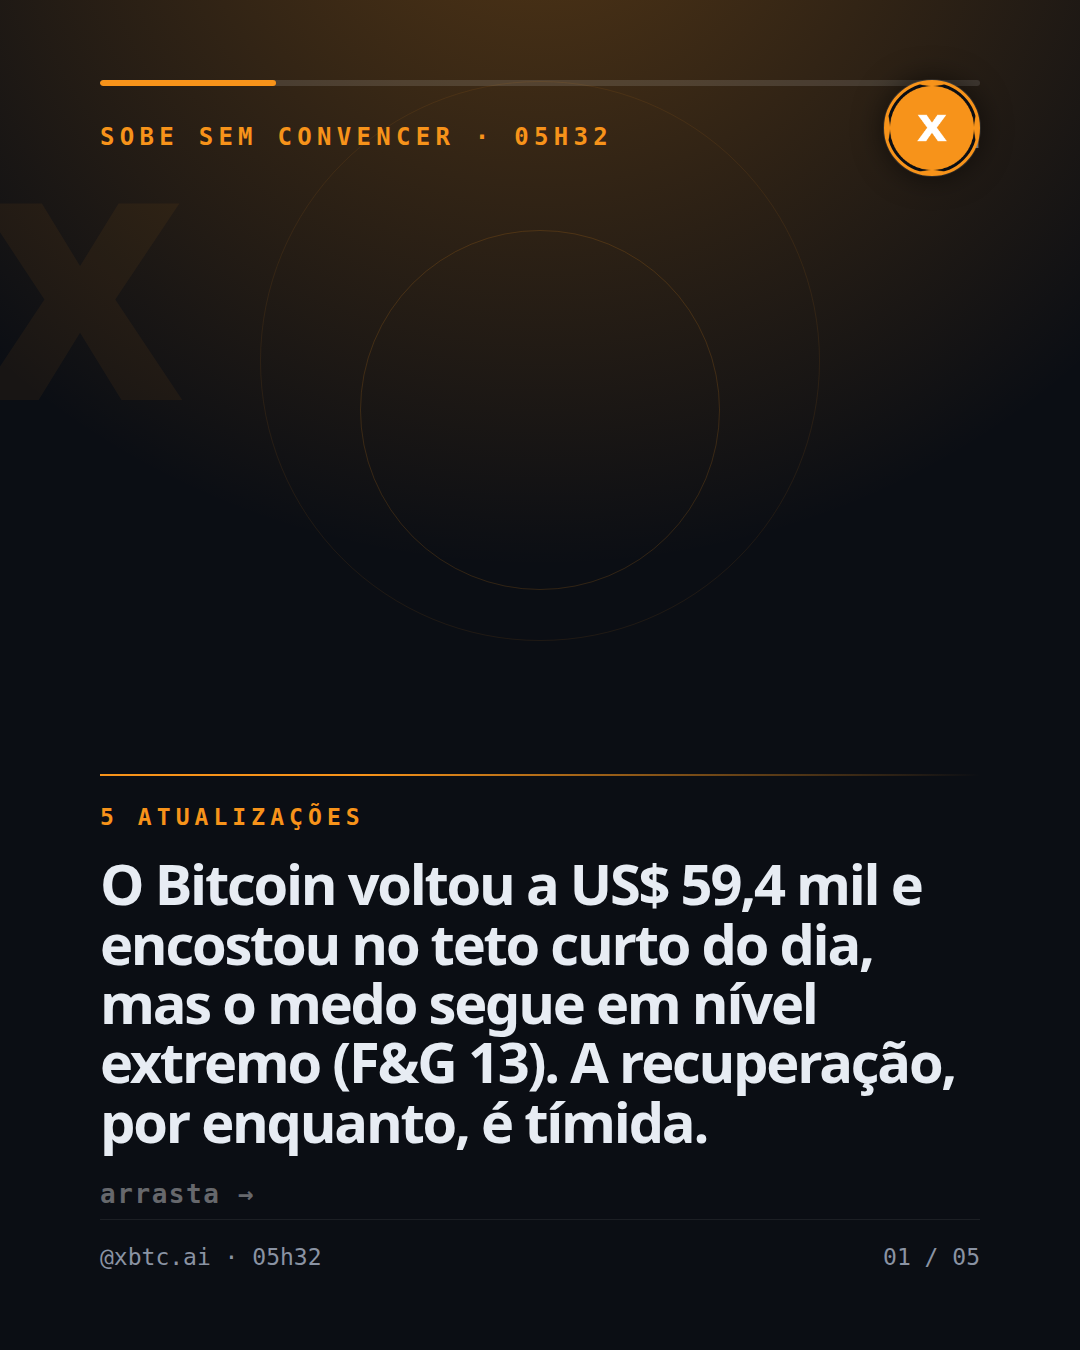 SOBE SEM CONVENCER · 05H32
x
x
5 ATUALIZAÇÕES
O Bitcoin voltou a US$ 59,4 mil e
encostou no teto curto do dia,
mas o medo segue em nível
extremo (F&G 13). A recuperação,
por enquanto, é tímida.
arrasta →
@xbtc.ai · 05h32
01 / 05